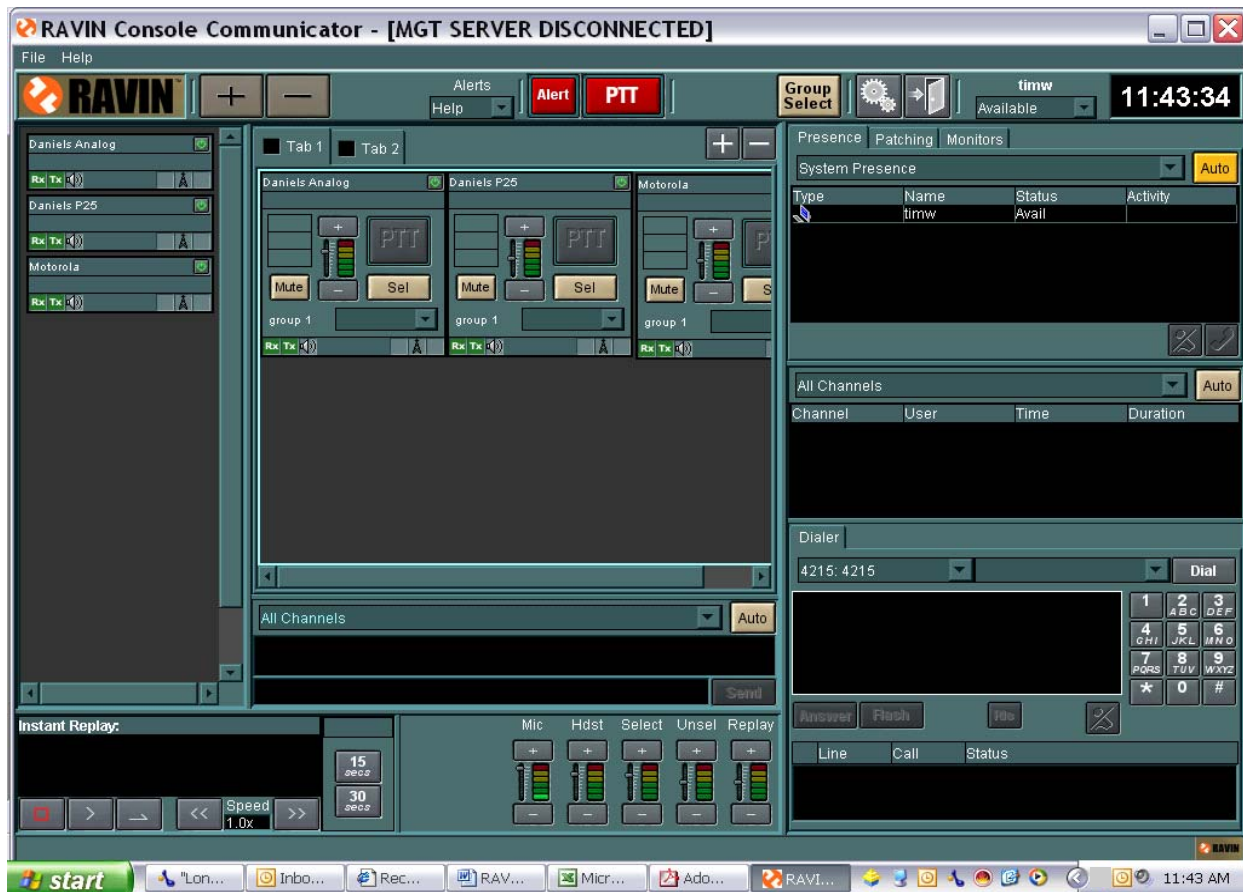 RAVIN Console Communicator - [MGT SERVER DISCONNECTED]
File Help
RAVIN
+ −
Alerts
Help
Alert
PTT
Group Select
timw
Available
11:43:34
Daniels Analog
Rx Tx
Daniels P25
Rx Tx
Motorola
Rx Tx
Tab 1 Tab 2
+ −
Daniels Analog
+
PTT
Mute − Sel
group 1
Rx Tx
Daniels P25
+
PTT
Mute − Sel
group 1
Rx Tx
Motorola
+
P
Mute − S
group 1
Rx Tx
All Channels Auto
Send
Presence Patching Monitors
System Presence Auto
Type Name Status Activity
timw Avail
All Channels Auto
Channel User Time Duration
Dialer
4215: 4215 Dial
1 2 ABC 3 DEF
4 GHI 5 JKL 6 MNO
7 PQRS 8 TUV 9 WXYZ
* 0 #
Answer Flash
Line Call Status
Instant Replay:
15 secs
30 secs
> << Speed >>
1.0x
Mic Hdst Select Unsel Replay
+ + + + +
− − − − −
RAVIN
start "Lon... Inbo... Rec... RAV... Micr... Ado... RAVI... 11:43 AM